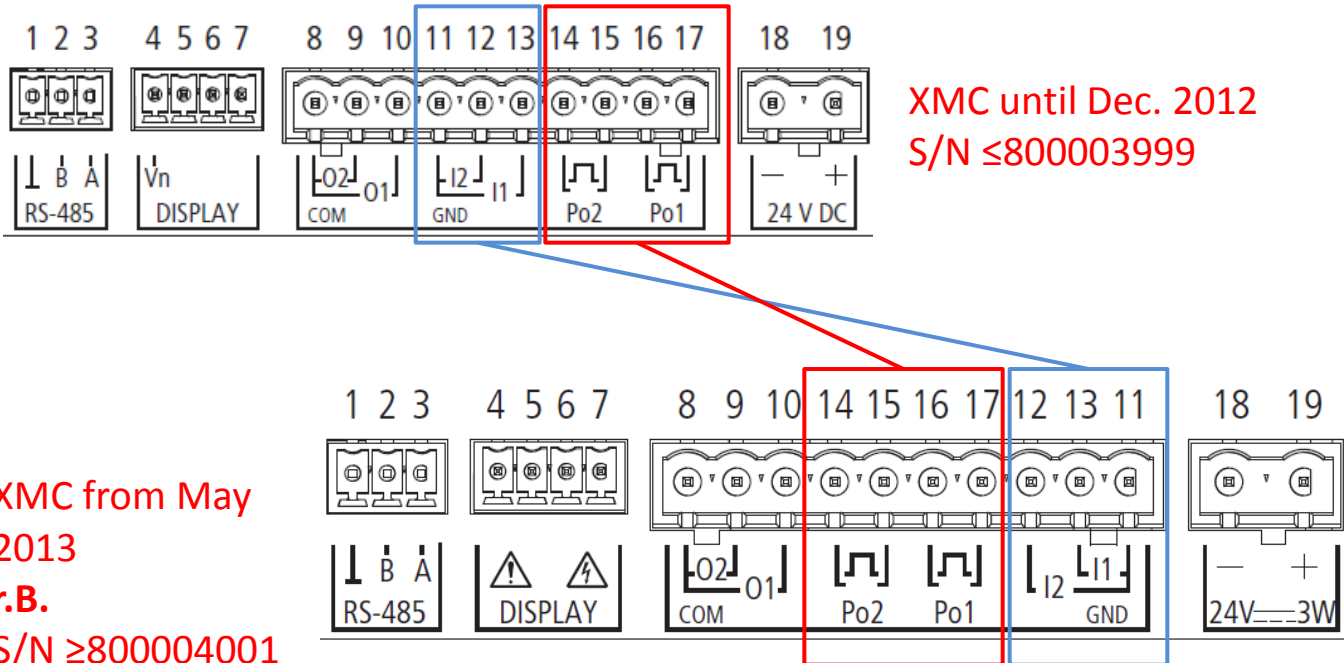 1 2 3 4 5 6 7 8 9 10 11 12 13 14 15 16 17 18 19
XMC until Dec. 2012
S/N ≤800003999
B A Vn O2 O1 I2 I1 − +
RS-485 DISPLAY COM GND Po2 Po1 24 V DC
1 2 3 4 5 6 7 8 9 10 14 15 16 17 12 13 11 18 19
XMC from May
2013
r.B.
S/N ≥800004001
B A O2 O1 I2 I1 − +
RS-485 DISPLAY COM Po2 Po1 GND 24V 3W